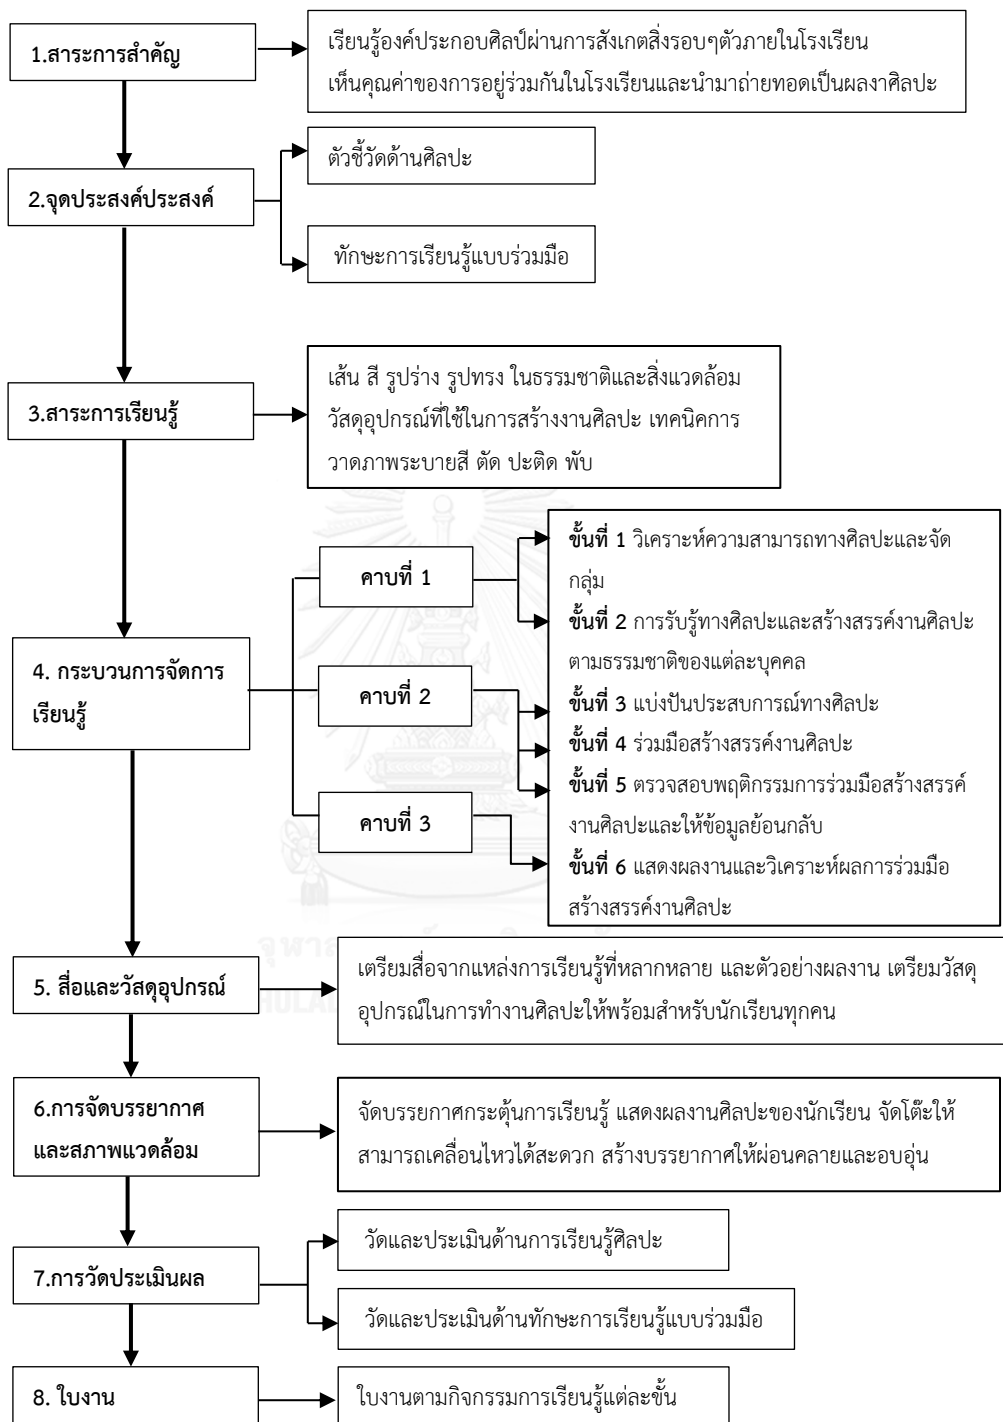 1.สาระการสำคัญ
เรียนรู้องค์ประกอบศิลป์ผ่านการสังเกตสิ่งรอบๆตัวภายในโรงเรียน
เห็นคุณค่าของการอยู่ร่วมกันในโรงเรียนและนำมาถ่ายทอดเป็นผลงาศิลปะ
2.จุดประสงค์ประสงค์
ตัวชี้วัดด้านศิลปะ
ทักษะการเรียนรู้แบบร่วมมือ
3.สาระการเรียนรู้
เส้น สี รูปร่าง รูปทรง ในธรรมชาติและสิ่งแวดล้อม
วัสดุอุปกรณ์ที่ใช้ในการสร้างงานศิลปะ เทคนิคการ
วาดภาพระบายสี ตัด ปะติด พับ
4. กระบวนการจัดการ
เรียนรู้
คาบที่ 1
คาบที่ 2
คาบที่ 3
ขั้นที่ 1 วิเคราะห์ความสามารถทางศิลปะและจัด
กลุ่ม
ขั้นที่ 2 การรับรู้ทางศิลปะและสร้างสรรค์งานศิลปะ
ตามธรรมชาติของแต่ละบุคคล
ขั้นที่ 3 แบ่งปันประสบการณ์ทางศิลปะ
ขั้นที่ 4 ร่วมมือสร้างสรรค์งานศิลปะ
ขั้นที่ 5 ตรวจสอบพฤติกรรมการร่วมมือสร้างสรรค์
งานศิลปะและให้ข้อมูลย้อนกลับ
ขั้นที่ 6 แสดงผลงานและวิเคราะห์ผลการร่วมมือ
สร้างสรรค์งานศิลปะ
5. สื่อและวัสดุอุปกรณ์
เตรียมสื่อจากแหล่งการเรียนรู้ที่หลากหลาย และตัวอย่างผลงาน เตรียมวัสดุ
อุปกรณ์ในการทำงานศิลปะให้พร้อมสำหรับนักเรียนทุกคน
6.การจัดบรรยากาศ
และสภาพแวดล้อม
จัดบรรยกาศกระตุ้นการเรียนรู้ แสดงผลงานศิลปะของนักเรียน จัดโต๊ะให้
สามารถเคลื่อนไหวได้สะดวก สร้างบรรยากาศให้ผ่อนคลายและอบอุ่น
7.การวัดประเมินผล
วัดและประเมินด้านการเรียนรู้ศิลปะ
วัดและประเมินด้านทักษะการเรียนรู้แบบร่วมมือ
8. ใบงาน
ใบงานตามกิจกรรมการเรียนรู้แต่ละขั้น